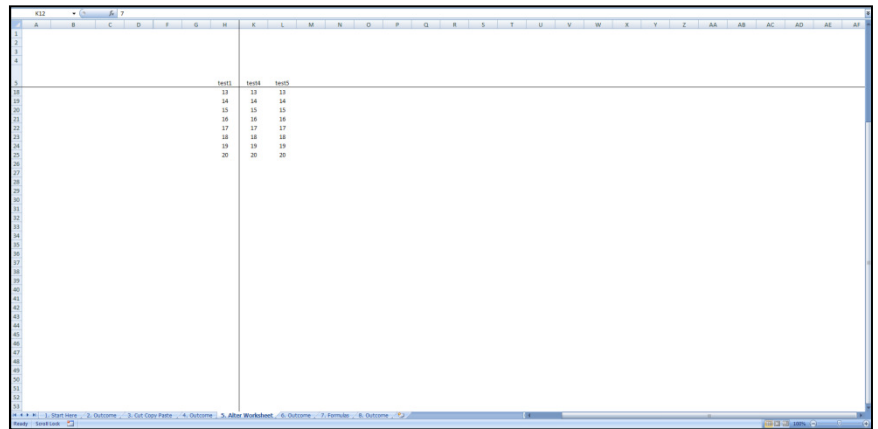 K12 fx 7
A B C D F G H K L M N O P Q R S T U V W X Y Z AA AB AC AD AE AF
1
2
3
4
5 test1 test4 test5
18 13 13 13
19 14 14 14
20 15 15 15
21 16 16 16
22 17 17 17
23 18 18 18
24 19 19 19
25 20 20 20
26
27
28
29
30
31
32
33
34
35
36
37
38
39
40
41
42
43
44
45
46
47
48
49
50
51
52
53
1. Start Here 2. Outcome 3. Cut Copy Paste 4. Outcome 5. Alter Worksheet 6. Outcome 7. Formulas 8. Outcome
Ready Scroll Lock 100%